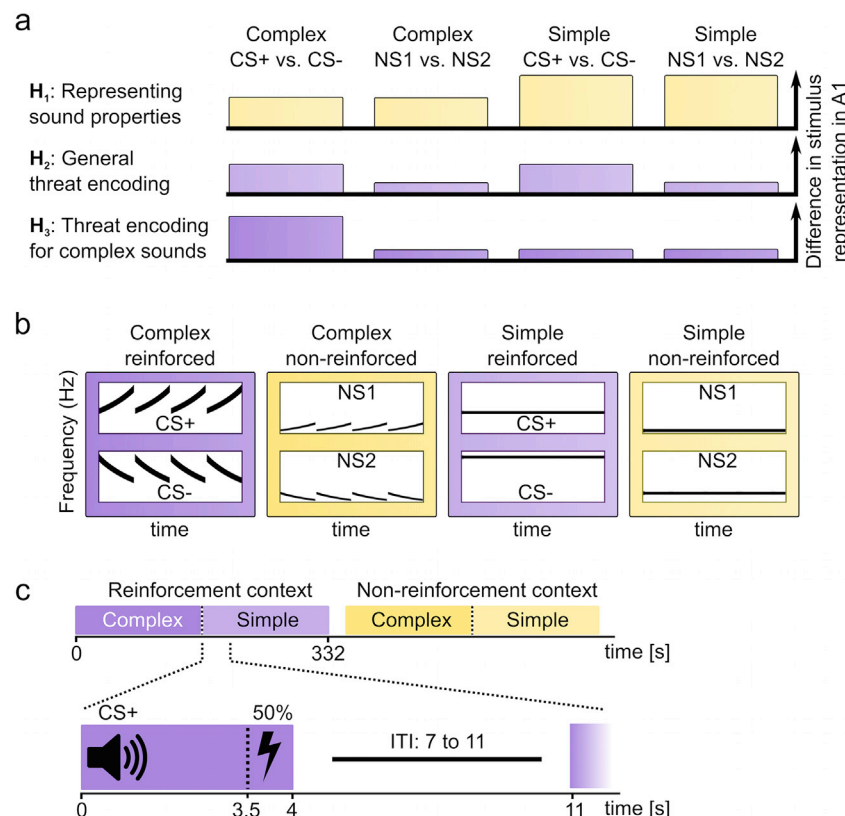 a
Complex
CS+ vs. CS-
Complex
NS1 vs. NS2
Simple
CS+ vs. CS-
Simple
NS1 vs. NS2
H₁: Representing
sound properties
H₂: General
threat encoding
H₃: Threat encoding
for complex sounds
Difference in stimulus
representation in A1
b
Complex
reinforced
Complex
non-reinforced
Simple
reinforced
Simple
non-reinforced
Frequency (Hz)
CS+
CS-
NS1
NS2
CS+
CS-
NS1
NS2
time
time
time
time
c
Reinforcement context
Non-reinforcement context
Complex
Simple
Complex
Simple
0
332
time [s]
CS+
50%
ITI: 7 to 11
0
3.5
4
11
time [s]